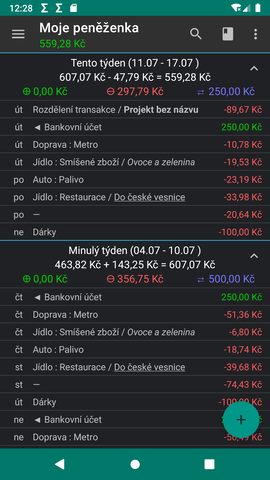 12:28
Moje peněženka
559,28 Kč
Tento týden (11.07 - 17.07 )
607,07 Kč - 47,79 Kč = 559,28 Kč
0,00 Kč 297,79 Kč 250,00 Kč
út Rozdělení transakce / Projekt bez názvu -89,67 Kč
út ◄ Bankovní účet 250,00 Kč
út Doprava : Metro -10,78 Kč
út Jídlo : Smíšené zboží / Ovoce a zelenina -19,53 Kč
po Auto : Palivo -23,19 Kč
po Jídlo : Restaurace / Do české vesnice -33,98 Kč
po — -20,64 Kč
ne Dárky -100,00 Kč
Minulý týden (04.07 - 10.07 )
463,82 Kč + 143,25 Kč = 607,07 Kč
0,00 Kč 356,75 Kč 500,00 Kč
čt ◄ Bankovní účet 250,00 Kč
čt Doprava : Metro -51,36 Kč
čt Jídlo : Smíšené zboží / Ovoce a zelenina -6,80 Kč
čt Auto : Palivo -18,74 Kč
st Jídlo : Restaurace / Do české vesnice -39,68 Kč
st — -74,43 Kč
út Dárky
ne ◄ Bankovní účet
ne Doprava : Metro